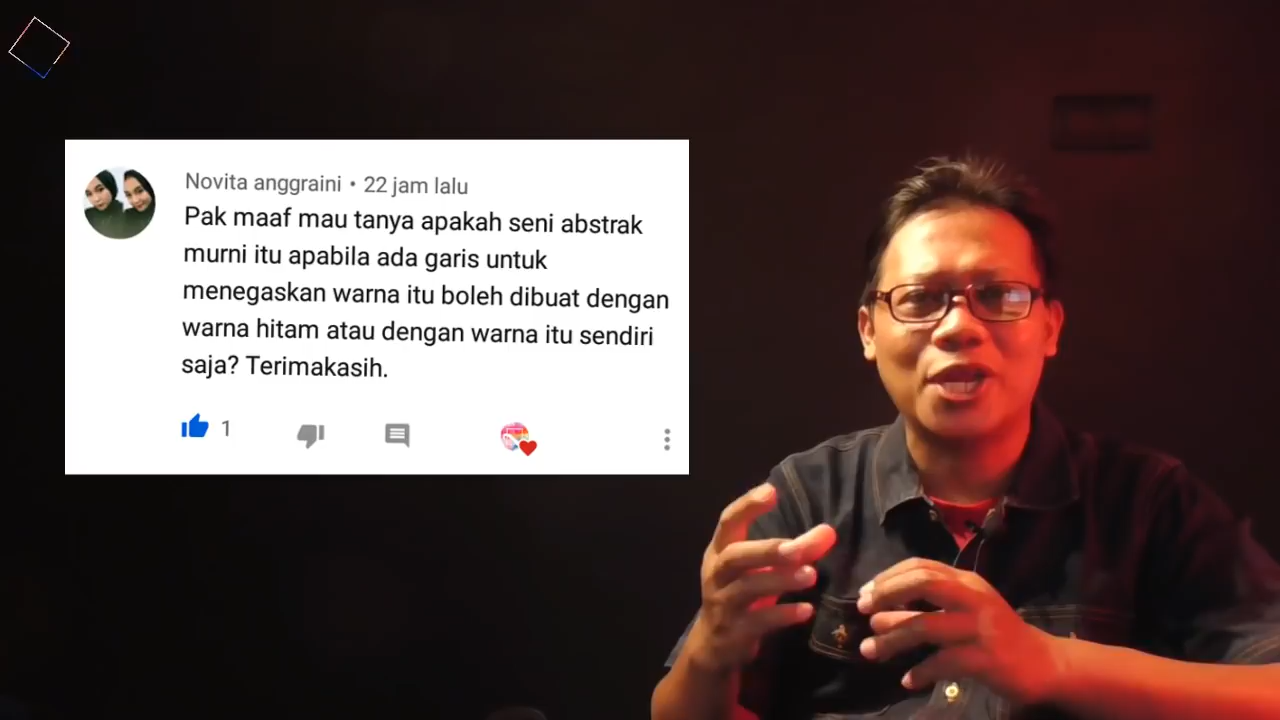 Novita anggraini • 22 jam lalu
Pak maaf mau tanya apakah seni abstrak
murni itu apabila ada garis untuk
menegaskan warna itu boleh dibuat dengan
warna hitam atau dengan warna itu sendiri
saja? Terimakasih.
1